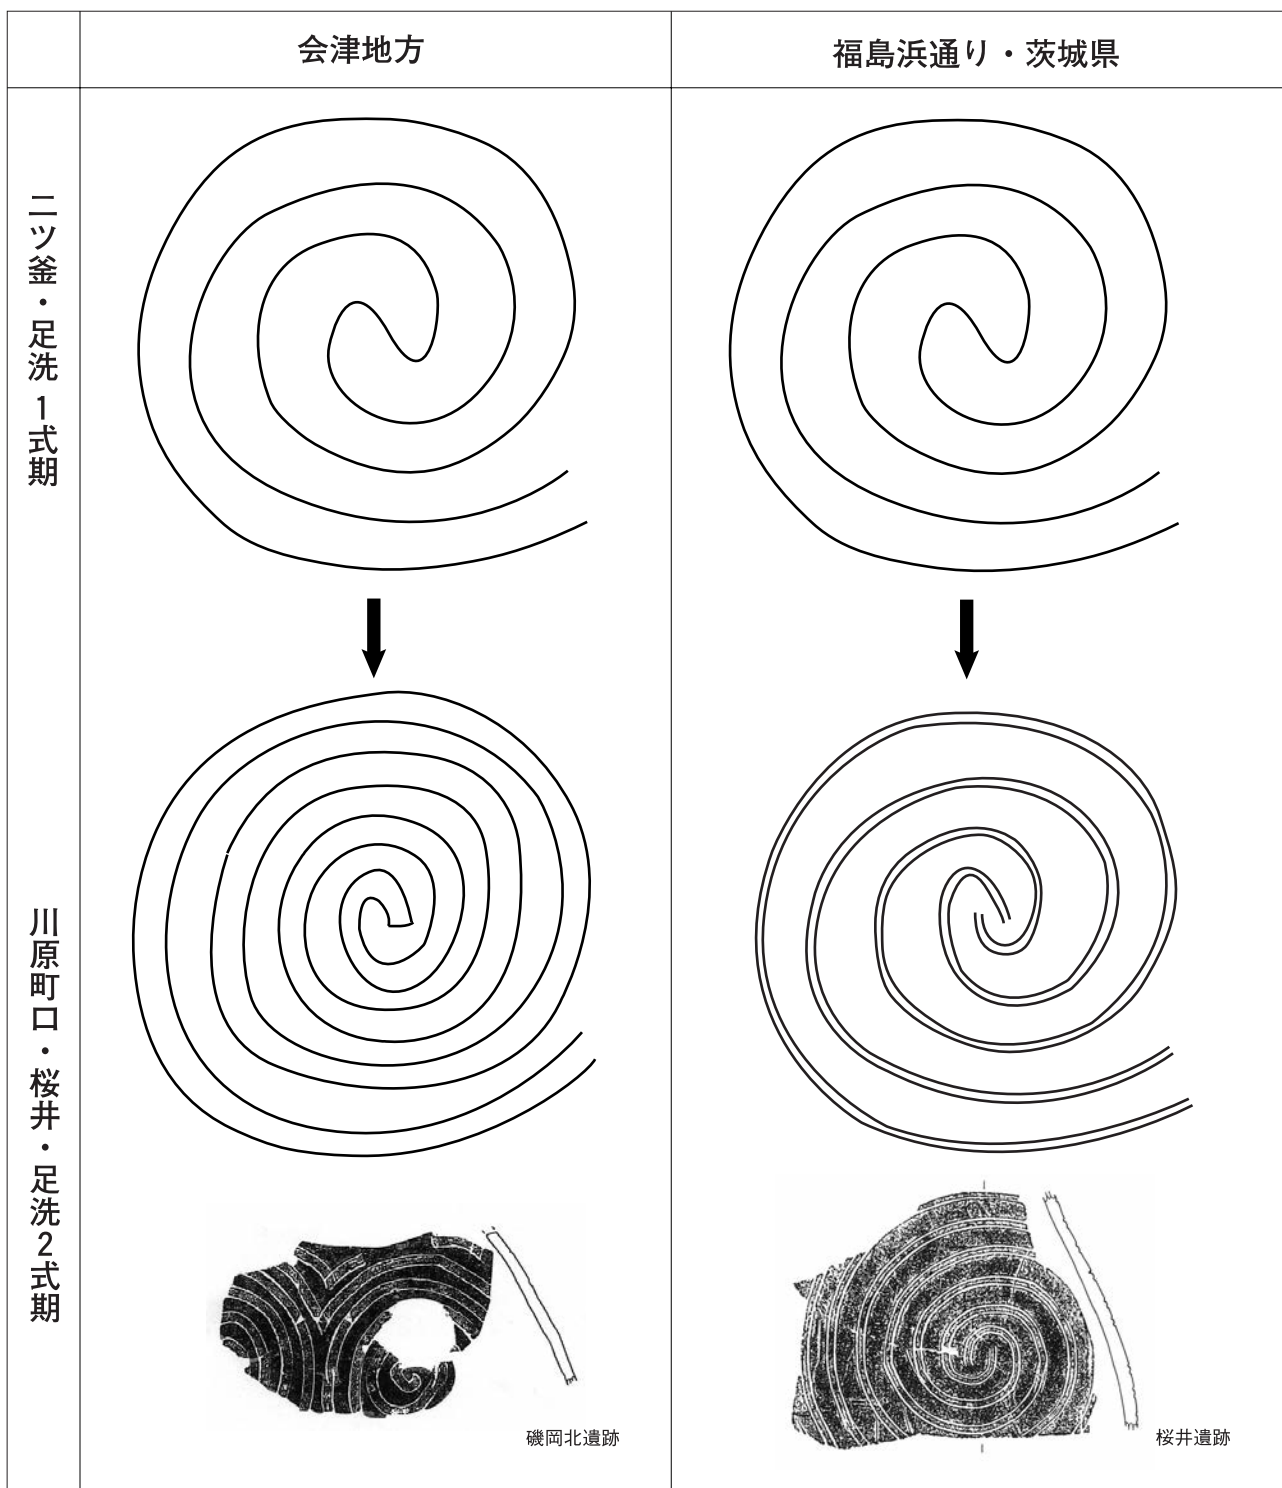 会津地方
福島浜通り・茨城県
二ツ釜・足洗1式期
川原町口・桜井・足洗2式期
磯岡北遺跡
桜井遺跡